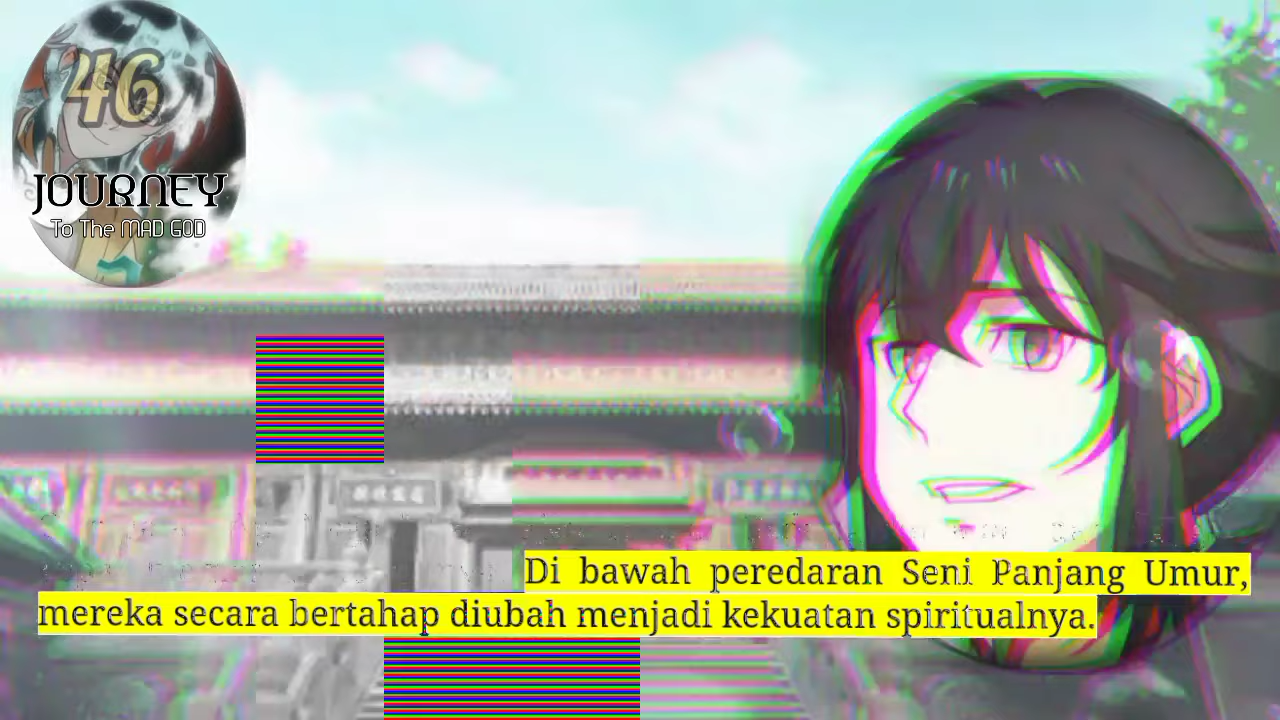 46
JOURNEY
To The MAD GOD
Di bawah peredaran Seni Panjang Umur,
mereka secara bertahap diubah menjadi kekuatan spiritualnya.